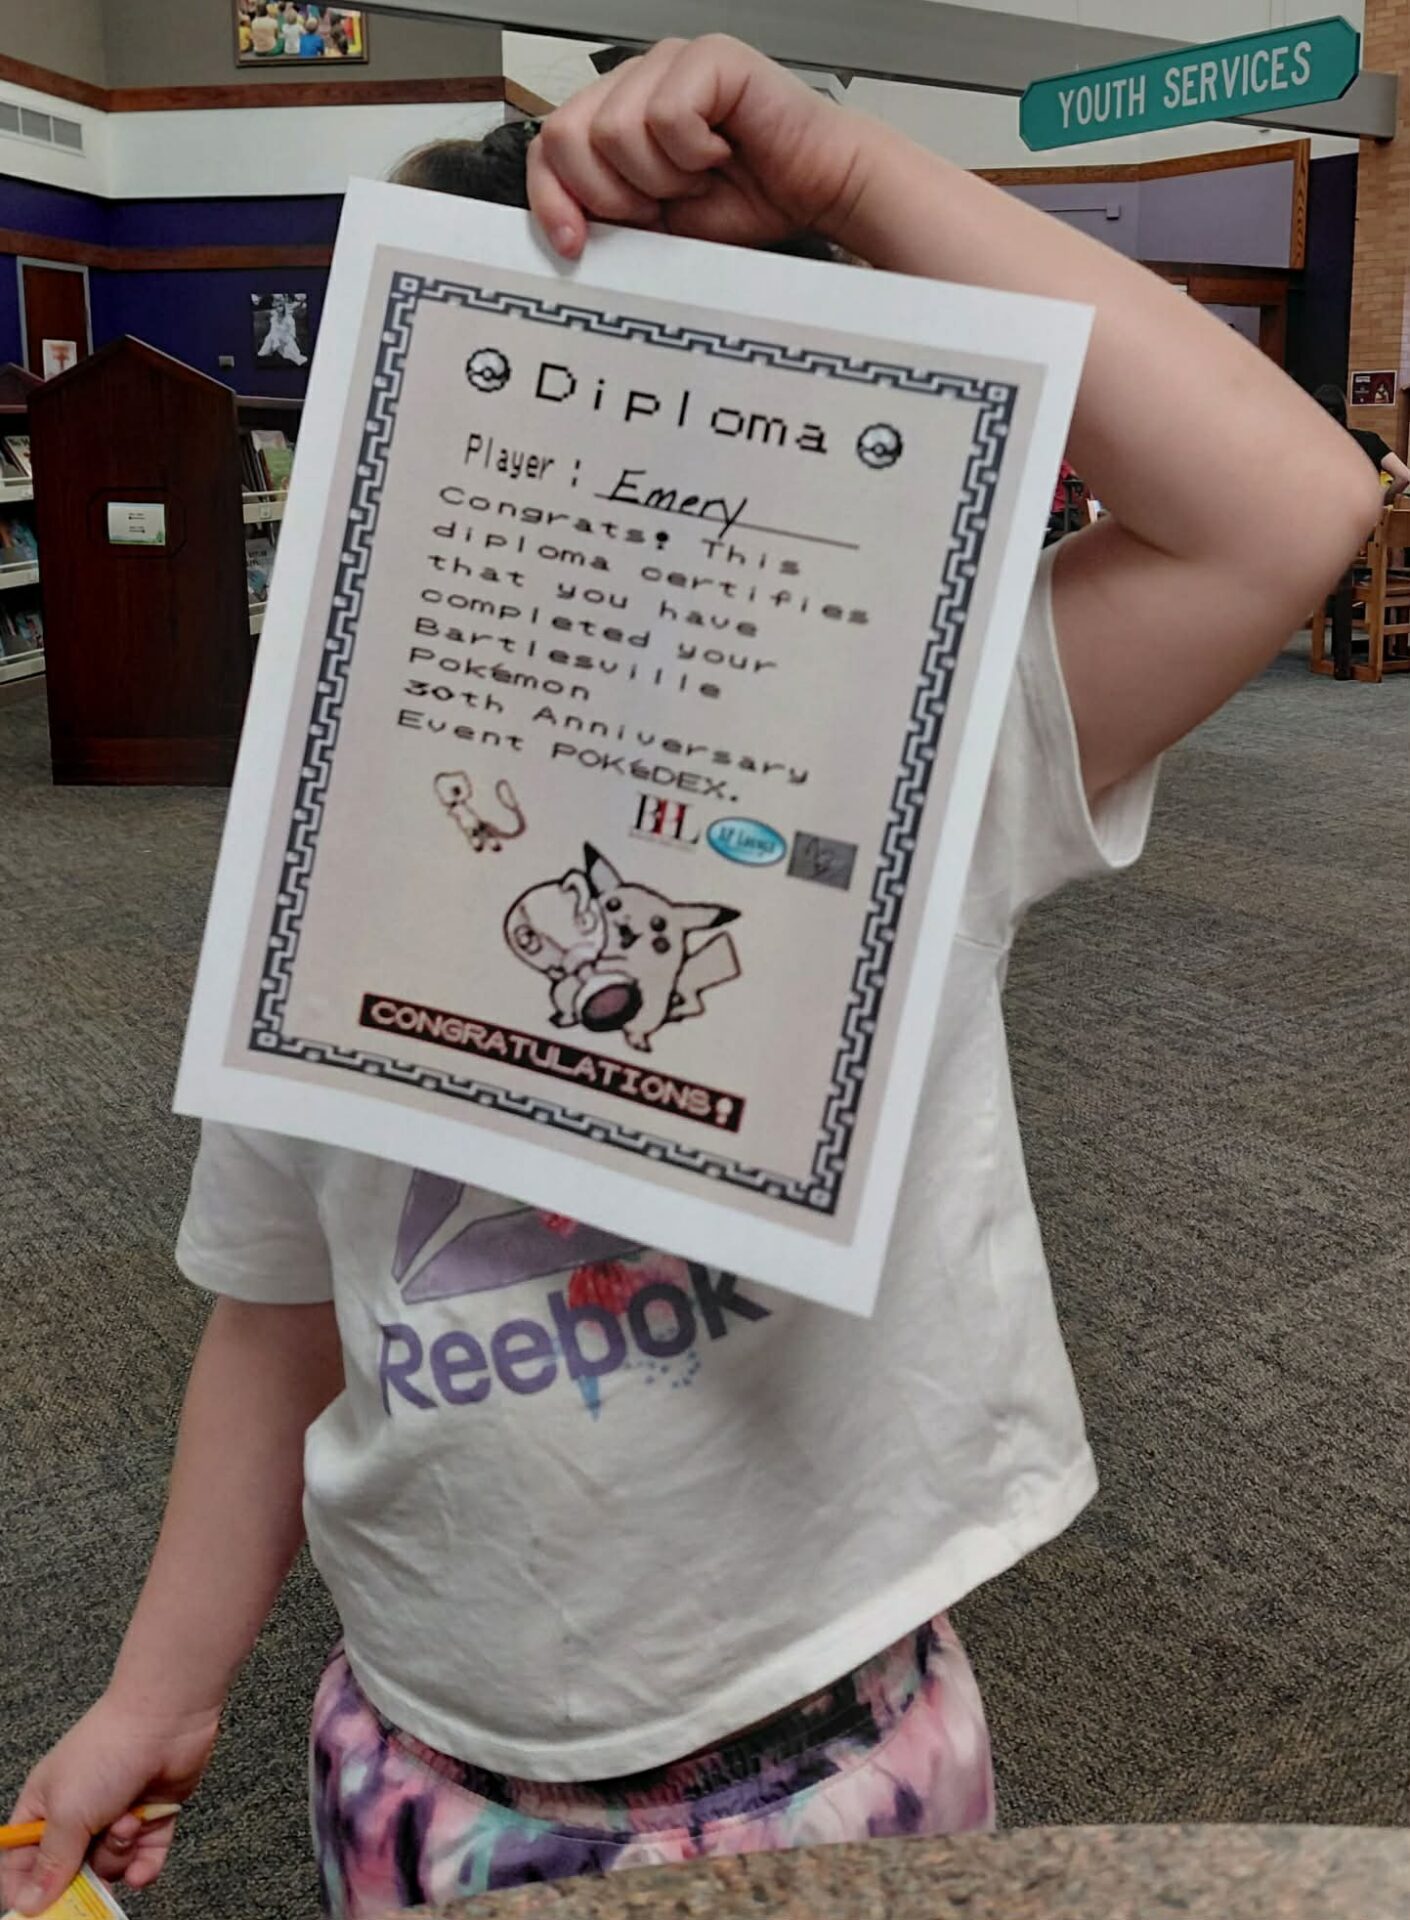 YOUTH SERVICES
Diploma
Player : Emery
Congrats! This
diploma certifies
that you have
completed your
Bartlesville
Pokémon
30th Anniversary
Event POKéDEX.
CONGRATULATIONS!
Reebok